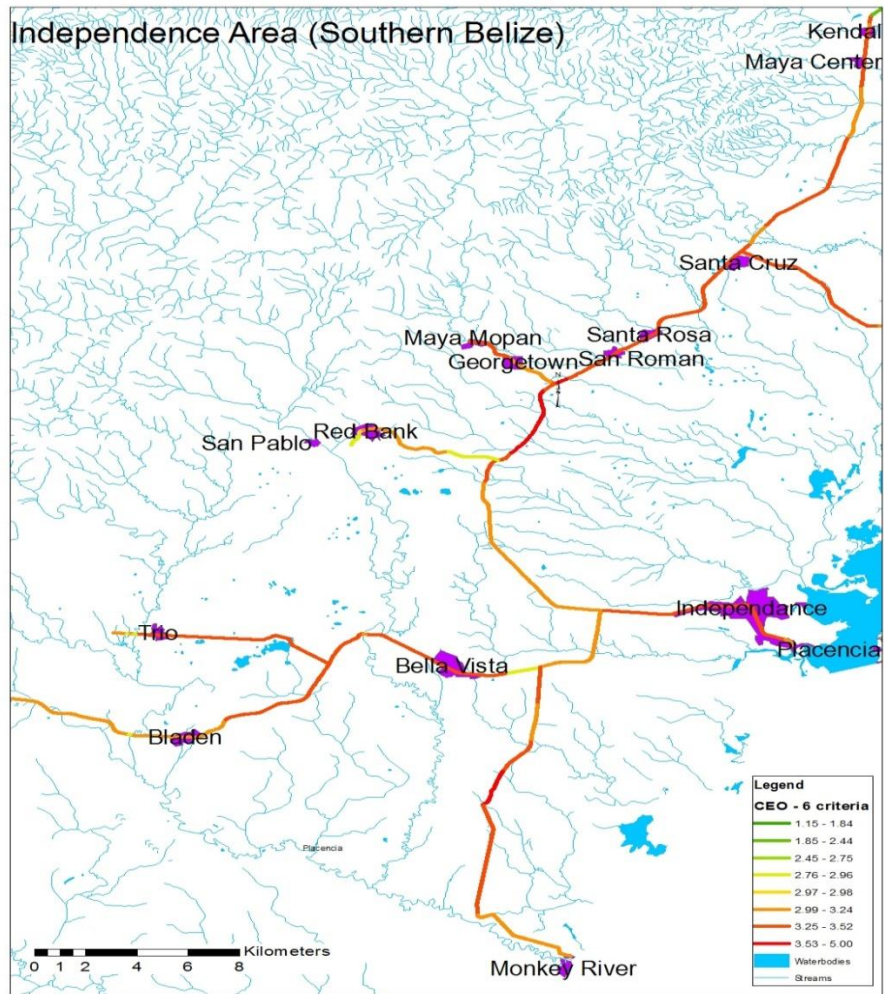 Independence Area (Southern Belize)
Kendal
Maya Center
Santa Cruz
Santa Rosa
Maya Mopan
Georgetown
San Roman
Red Bank
San Pablo
Independance
Trio
Bella Vista
Placencia
Bladen
Placencia
Monkey River
Kilometers
0 1 2 4 6 8
Legend
CEO - 6 criteria
1.15 - 1.84
1.85 - 2.44
2.45 - 2.75
2.76 - 2.96
2.97 - 2.98
2.99 - 3.24
3.25 - 3.52
3.53 - 5.00
Waterbodies
Streams